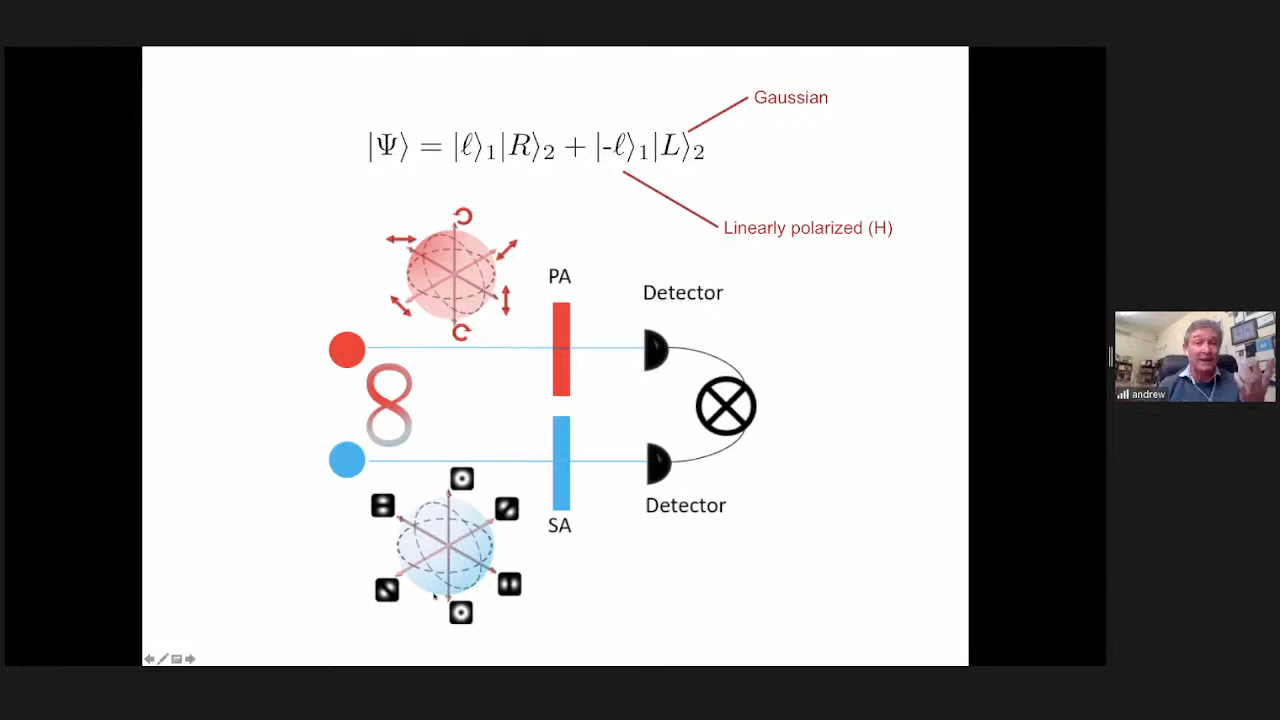 Gaussian
|Ψ⟩ = |ℓ⟩₁|R⟩₂ + |-ℓ⟩₁|L⟩₂
Linearly polarized (H)
PA
Detector
SA
Detector
andrew